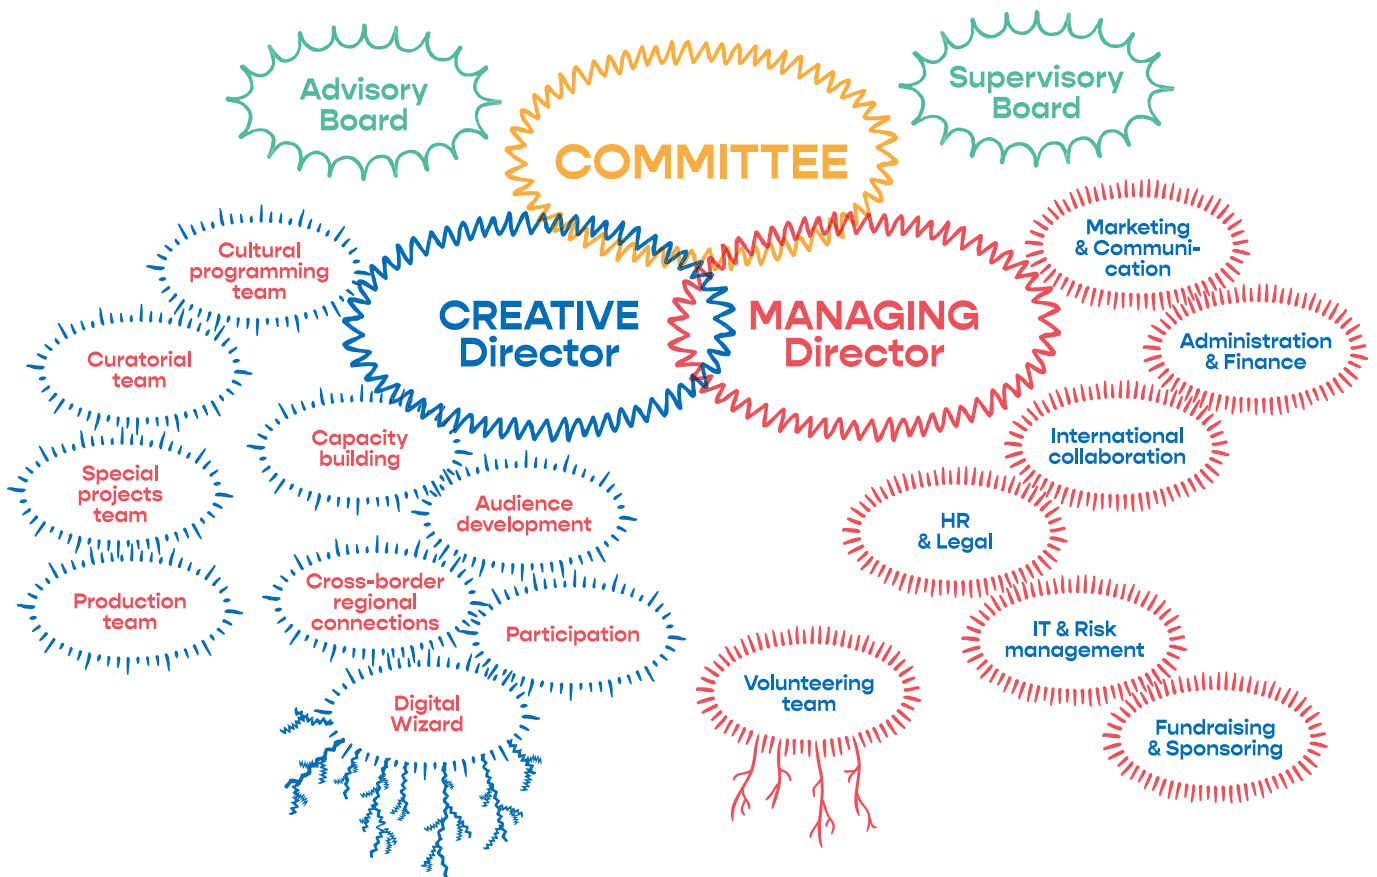 Advisory
Board
Supervisory
Board
COMMITTEE
CREATIVE
Director
MANAGING
Director
Cultural
programming
team
Curatorial
team
Special
projects
team
Production
team
Capacity
building
Audience
development
Cross-border
regional
connections
Participation
Digital
Wizard
Marketing
& Communi-
cation
Administration
& Finance
International
collaboration
HR
& Legal
IT & Risk
management
Volunteering
team
Fundraising
& Sponsoring